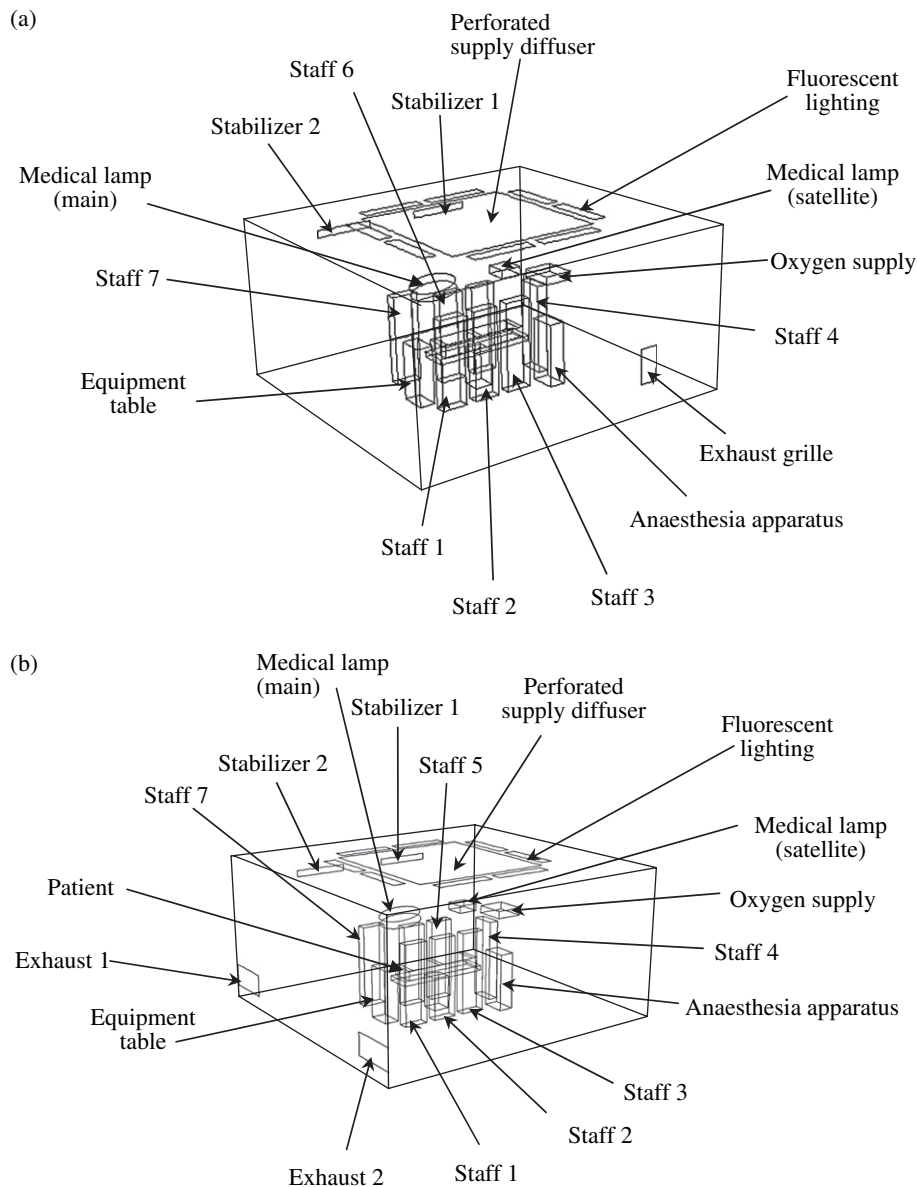 (a)
Perforated
supply diffuser
Staff 6
Stabilizer 1
Fluorescent
lighting
Stabilizer 2
Medical lamp
(main)
Medical lamp
(satellite)
Staff 7
Oxygen supply
Staff 4
Equipment
table
Exhaust grille
Anaesthesia apparatus
Staff 1
Staff 2
Staff 3
(b)
Medical lamp
(main)
Stabilizer 1
Perforated
supply diffuser
Fluorescent
lighting
Stabilizer 2
Staff 5
Staff 7
Medical lamp
(satellite)
Patient
Oxygen supply
Staff 4
Exhaust 1
Equipment
table
Anaesthesia apparatus
Staff 3
Staff 2
Exhaust 2
Staff 1